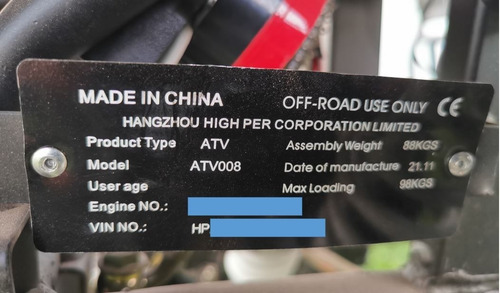 MADE IN CHINA OFF-ROAD USE ONLY CE
HANGZHOU HIGH PER CORPORATION LIMITED
Product Type ATV Assembly Weight 88KGS
Model ATV008 Date of manufacture 21.11
User age Max Loading 98KGS
Engine NO.:
VIN NO.: HP